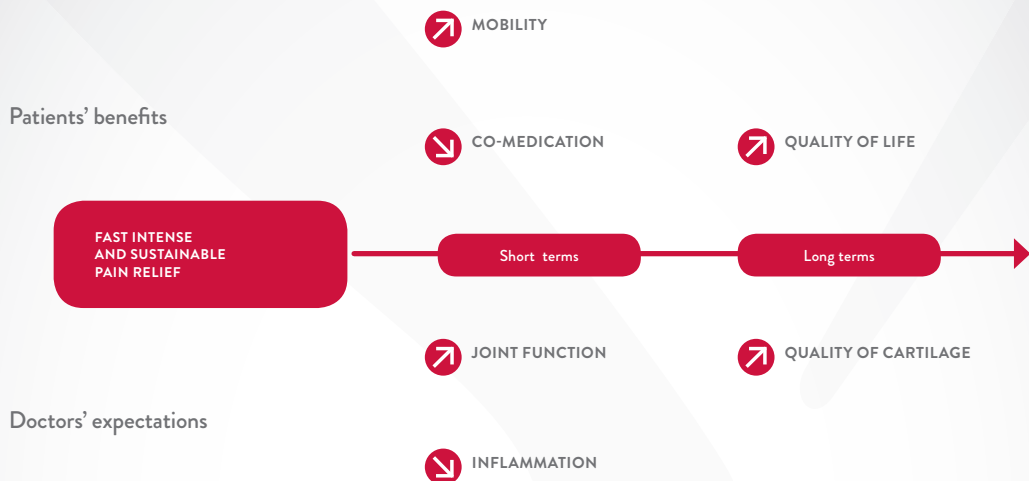 MOBILITY
Patients’ benefits
CO-MEDICATION
QUALITY OF LIFE
FAST INTENSE
AND SUSTAINABLE
PAIN RELIEF
Short terms
Long terms
JOINT FUNCTION
QUALITY OF CARTILAGE
Doctors’ expectations
INFLAMMATION